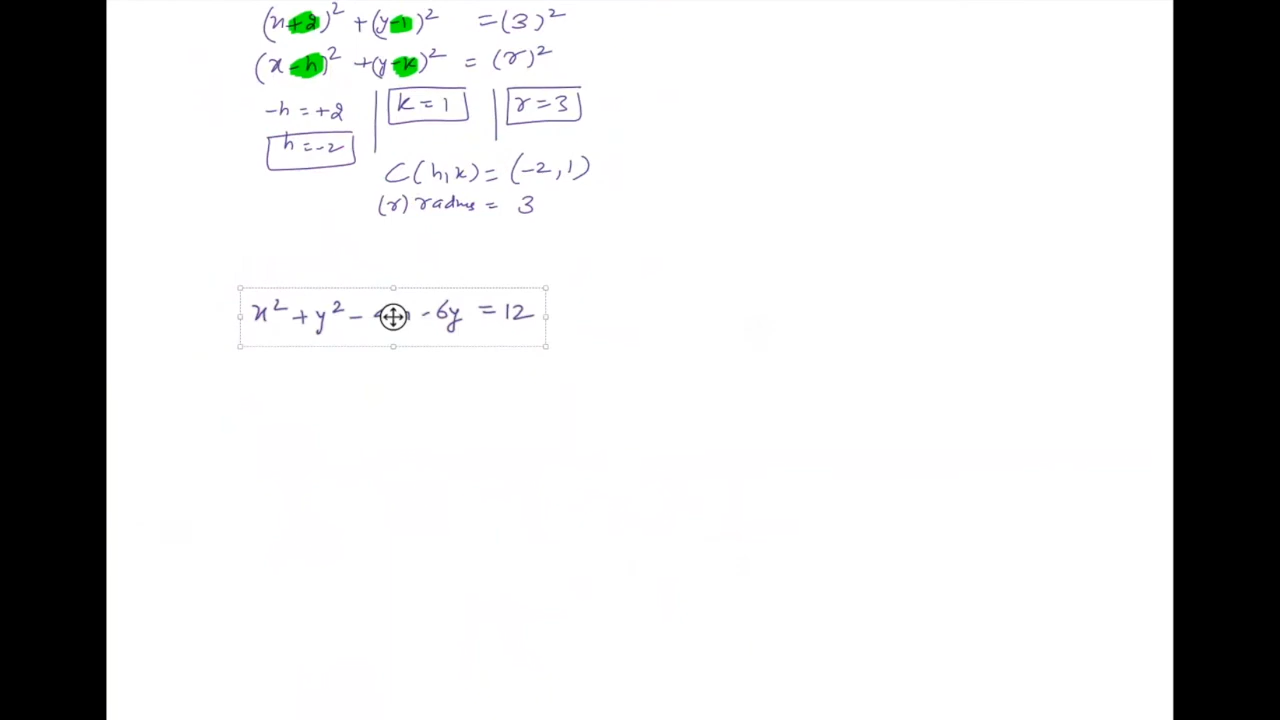 (x+2)² + (y-1)² = (3)²
(x-h)² + (y-k)² = (r)²
-h = +2 | k = 1 | r = 3
h = -2
C(h,k) = (-2,1)
(r) radius = 3
x² + y² - -6y = 12